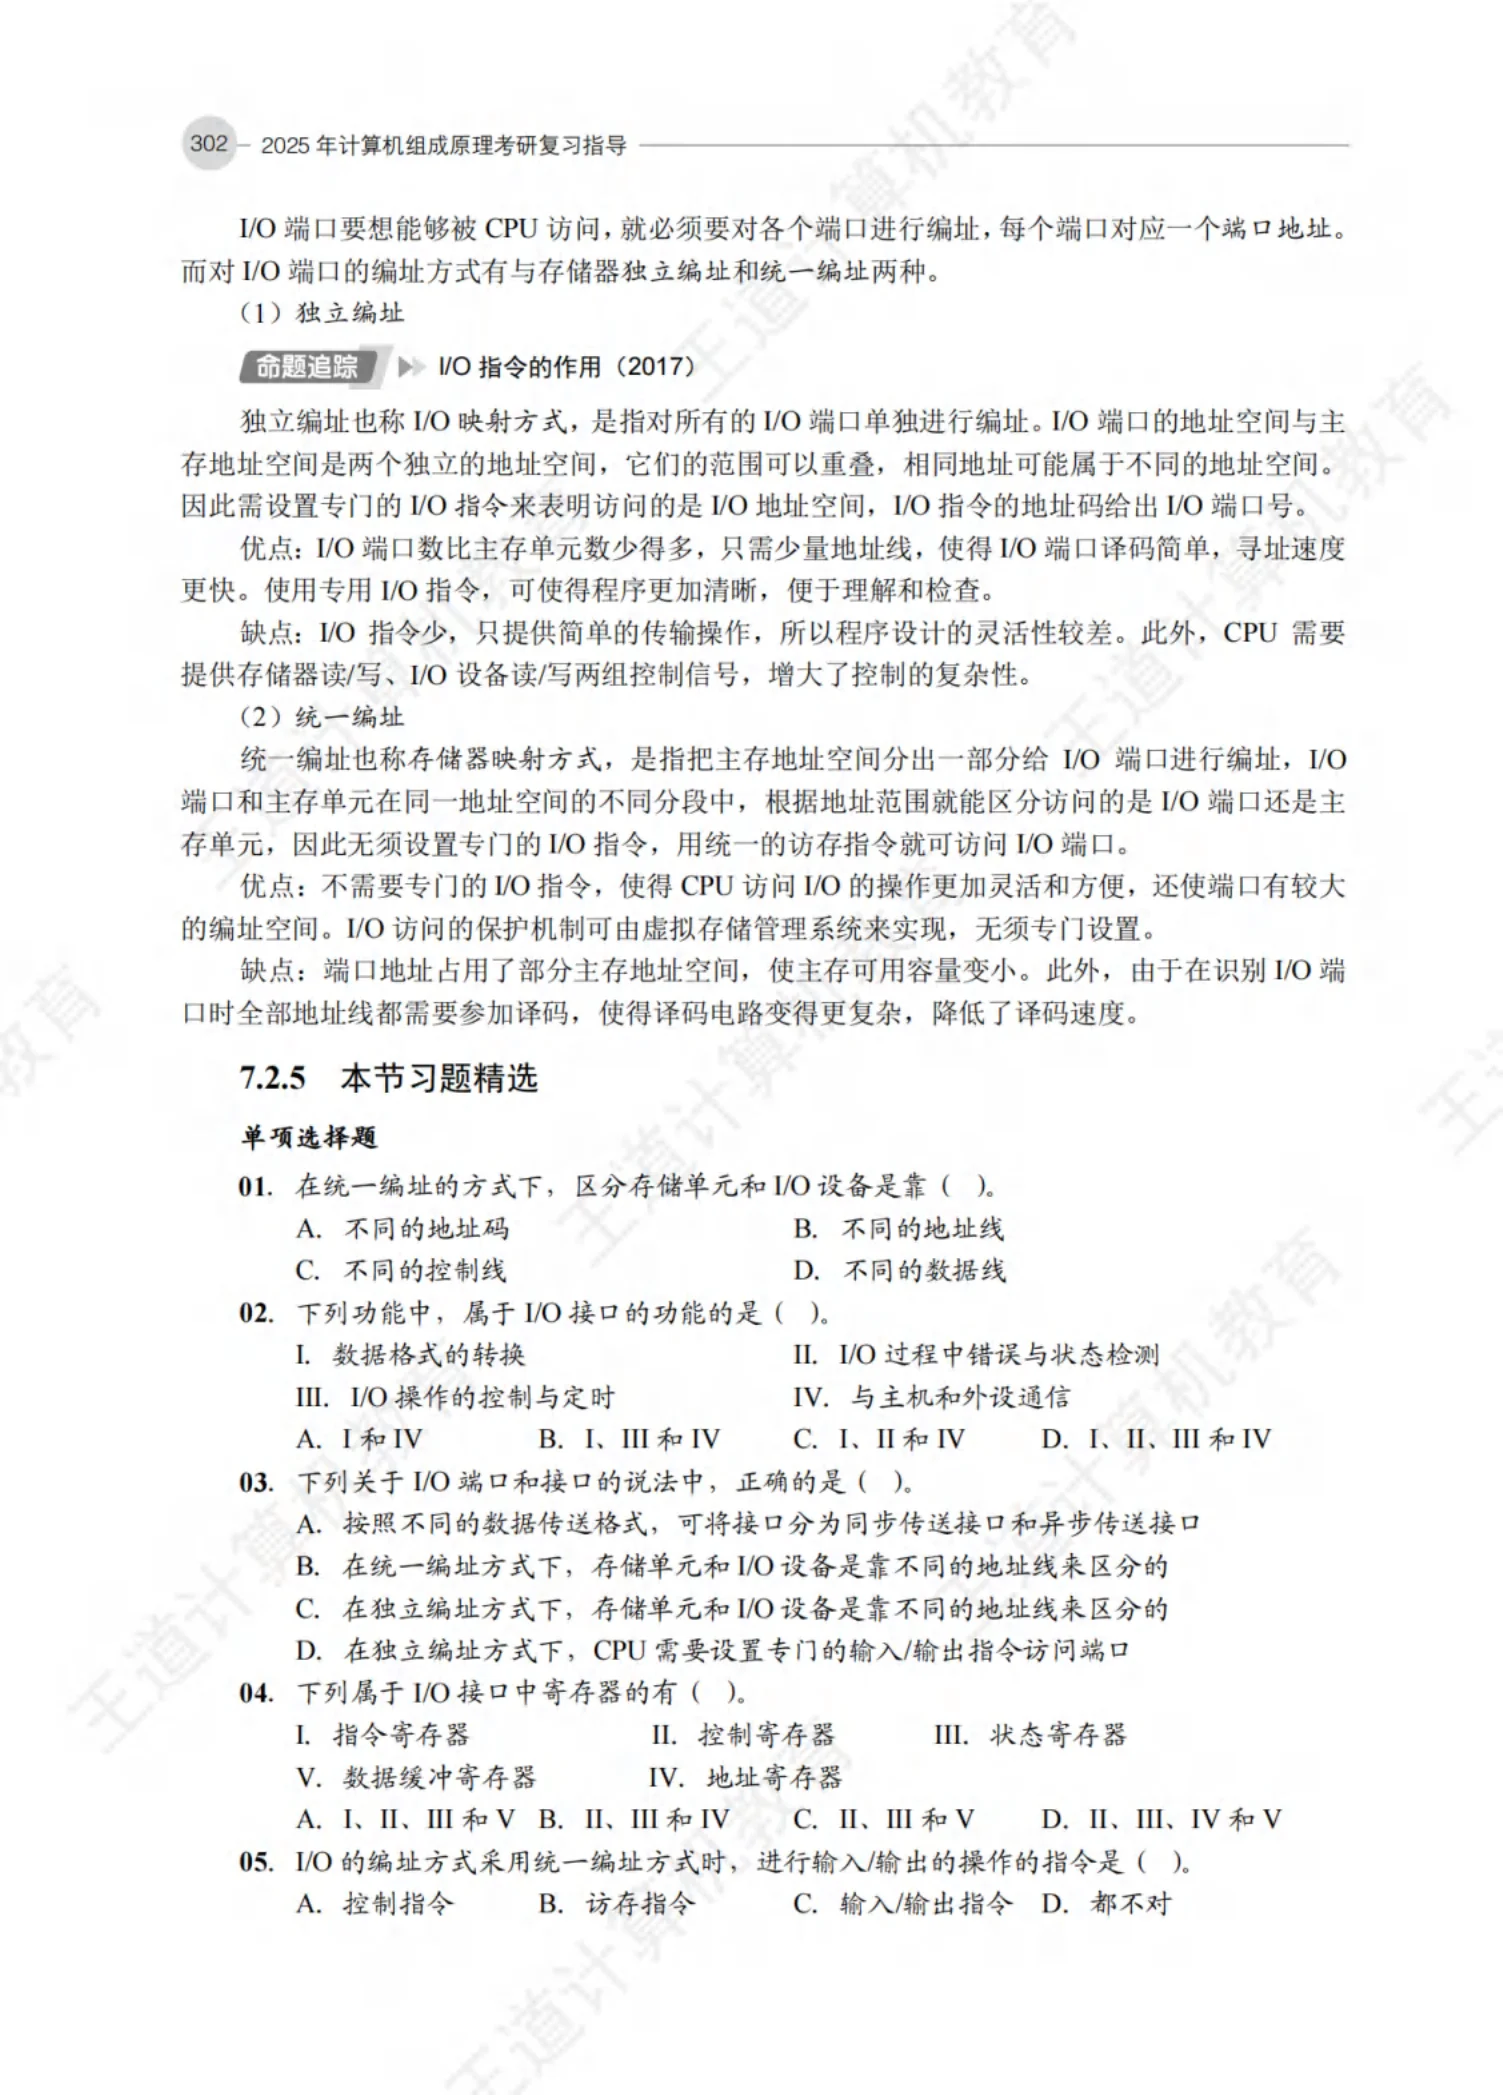 302 2025 年计算机组成原理考研复习指导
I/O 端口要想能够被 CPU 访问，就必须要对各个端口进行编址，每个端口对应一个端口地址。
而对 I/O 端口的编址方式有与存储器独立编址和统一编址两种。
（1）独立编址
命题追踪 I/O 指令的作用（2017）
独立编址也称 I/O 映射方式，是指对所有的 I/O 端口单独进行编址。I/O 端口的地址空间与主
存地址空间是两个独立的地址空间，它们的范围可以重叠，相同地址可能属于不同的地址空间。
因此需设置专门的 I/O 指令来表明访问的是 I/O 地址空间，I/O 指令的地址码给出 I/O 端口号。
优点：I/O 端口数比主存单元数少得多，只需少量地址线，使得 I/O 端口译码简单，寻址速度
更快。使用专用 I/O 指令，可使得程序更加清晰，便于理解和检查。
缺点：I/O 指令少，只提供简单的传输操作，所以程序设计的灵活性较差。此外，CPU 需要
提供存储器读/写、I/O 设备读/写两组控制信号，增大了控制的复杂性。
（2）统一编址
统一编址也称存储器映射方式，是指把主存地址空间分出一部分给 I/O 端口进行编址，I/O
端口和主存单元在同一地址空间的不同分段中，根据地址范围就能区分访问的是 I/O 端口还是主
存单元，因此无须设置专门的 I/O 指令，用统一的访存指令就可访问 I/O 端口。
优点：不需要专门的 I/O 指令，使得 CPU 访问 I/O 的操作更加灵活和方便，还使端口有较大
的编址空间。I/O 访问的保护机制可由虚拟存储管理系统来实现，无须专门设置。
缺点：端口地址占用了部分主存地址空间，使主存可用容量变小。此外，由于在识别 I/O 端
口时全部地址线都需要参加译码，使得译码电路变得更复杂，降低了译码速度。
7.2.5 本节习题精选
单项选择题
01. 在统一编址的方式下，区分存储单元和 I/O 设备是靠（ ）。
A. 不同的地址码 B. 不同的地址线
C. 不同的控制线 D. 不同的数据线
02. 下列功能中，属于 I/O 接口的功能的是（ ）。
I. 数据格式的转换 II. I/O 过程中错误与状态检测
III. I/O 操作的控制与定时 IV. 与主机和外设通信
A. I 和 IV B. I、III 和 IV C. I、II 和 IV D. I、II、III 和 IV
03. 下列关于 I/O 端口和接口的说法中，正确的是（ ）。
A. 按照不同的数据传送格式，可将接口分为同步传送接口和异步传送接口
B. 在统一编址方式下，存储单元和 I/O 设备是靠不同的地址线来区分的
C. 在独立编址方式下，存储单元和 I/O 设备是靠不同的地址线来区分的
D. 在独立编址方式下，CPU 需要设置专门的输入/输出指令访问端口
04. 下列属于 I/O 接口中寄存器的有（ ）。
I. 指令寄存器 II. 控制寄存器 III. 状态寄存器
V. 数据缓冲寄存器 IV. 地址寄存器
A. I、II、III 和 V B. II、III 和 IV C. II、III 和 V D. II、III、IV 和 V
05. I/O 的编址方式采用统一编址方式时，进行输入/输出的操作的指令是（ ）。
A. 控制指令 B. 访存指令 C. 输入/输出指令 D. 都不对